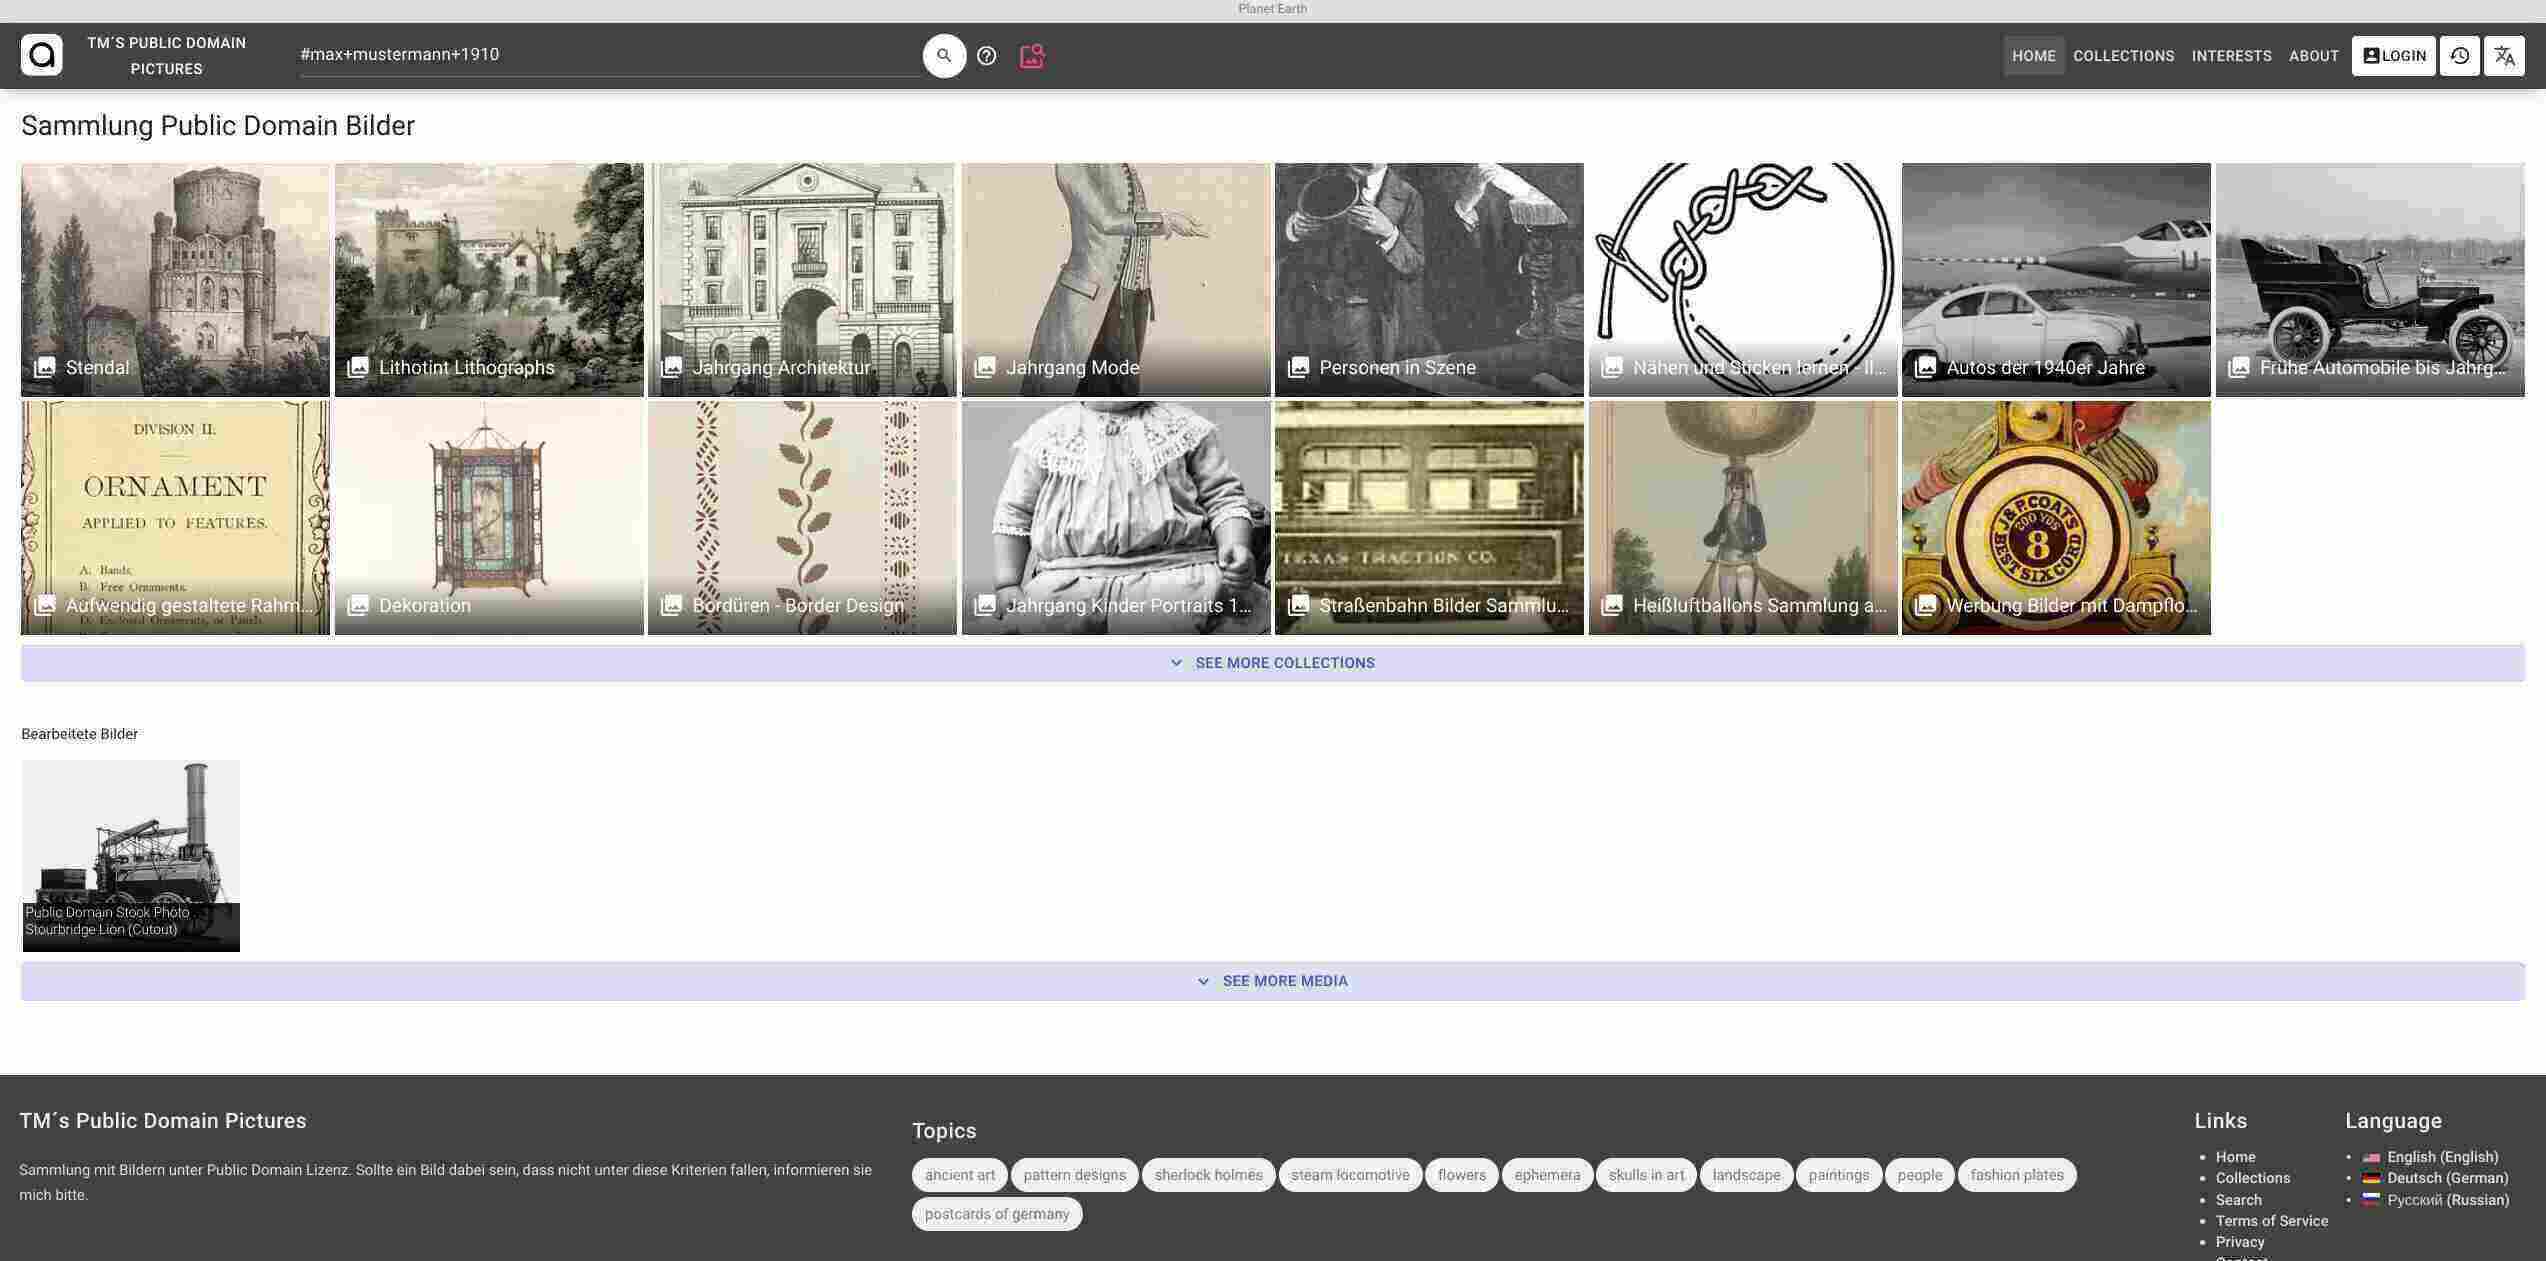 Planet Earth
TM´S PUBLIC DOMAIN
PICTURES
#max+mustermann+1910
HOME
COLLECTIONS
INTERESTS
ABOUT
LOGIN
Sammlung Public Domain Bilder
Stendal
Lithotint Lithographs
Jahrgang Architektur
Jahrgang Mode
Personen in Szene
Nähen und Sticken lernen - Il...
Autos der 1940er Jahre
Frühe Automobile bis Jahrg...
U
DIVISION II.
ORNAMENT
APPLIED TO FEATURES.
A. Bands,
B. Free Ornaments.
D. Enclosed Ornaments, or Panels.
Aufwendig gestaltete Rahm...
Dekoration
Bordüren - Border Design
Jahrgang Kinder Portraits 1...
TEXAS TRACTION CO.
Straßenbahn Bilder Sammlu...
Heißluftballons Sammlung a...
J&P.COATS
200 YDS
8
BEST SIX CORD
Werbung Bilder mit Dampflo...
SEE MORE COLLECTIONS
Bearbeitete Bilder
Public Domain Stock Photo
Stourbridge Lion (Cutout)
SEE MORE MEDIA
TM´s Public Domain Pictures
Sammlung mit Bildern unter Public Domain Lizenz. Sollte ein Bild dabei sein, dass nicht unter diese Kriterien fallen, informieren sie
mich bitte.
Topics
ancient art
pattern designs
sherlock holmes
steam locomotive
flowers
ephemera
skulls in art
landscape
paintings
people
fashion plates
postcards of germany
Links
Home
Collections
Search
Terms of Service
Privacy
Language
English (English)
Deutsch (German)
Русский (Russian)